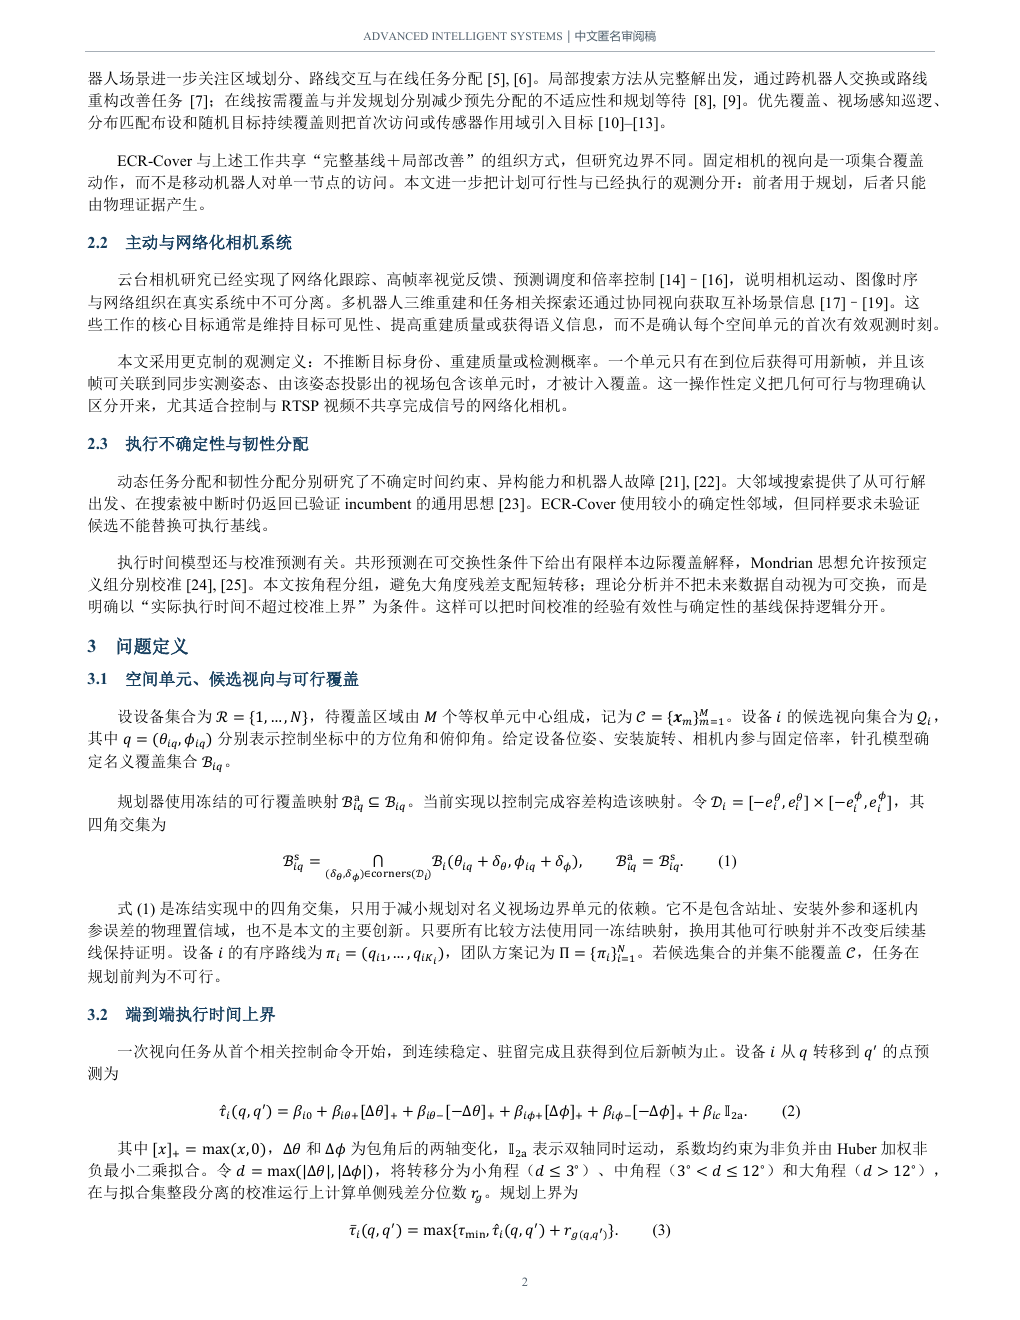 ADVANCED INTELLIGENT SYSTEMS | 中文匿名审阅稿
器人场景进一步关注区域划分、路线交互与在线任务分配 [5], [6]。局部搜索方法从完整解出发，通过跨机器人交换或路线
重构改善任务 [7]；在线按需覆盖与并发规划分别减少预先分配的不适应性和规划等待 [8], [9]。优先覆盖、视场感知巡逻、
分布匹配布设和随机目标持续覆盖则把首次访问或传感器作用域引入目标 [10]–[13]。
ECR-Cover 与上述工作共享“完整基线＋局部改善”的组织方式，但研究边界不同。固定相机的视向是一项集合覆盖
动作，而不是移动机器人对单一节点的访问。本文进一步把计划可行性与已经执行的观测分开：前者用于规划，后者只能
由物理证据产生。
2.2 主动与网络化相机系统
云台相机研究已经实现了网络化跟踪、高帧率视觉反馈、预测调度和倍率控制 [14]–[16]，说明相机运动、图像时序
与网络组织在真实系统中不可分离。多机器人三维重建和任务相关探索还通过协同视向获取互补场景信息 [17]–[19]。这
些工作的核心目标通常是维持目标可见性、提高重建质量或获得语义信息，而不是确认每个空间单元的首次有效观测时刻。
本文采用更克制的观测定义：不推断目标身份、重建质量或检测概率。一个单元只有在到位后获得可用新帧，并且该
帧可关联到同步实测姿态、由该姿态投影出的视场包含该单元时，才被计入覆盖。这一操作性定义把几何可行与物理确认
区分开来，尤其适合控制与 RTSP 视频不共享完成信号的网络化相机。
2.3 执行不确定性与韧性分配
动态任务分配和韧性分配分别研究了不确定时间约束、异构能力和机器人故障 [21], [22]。大邻域搜索提供了从可行解
出发、在搜索被中断时仍返回已验证 incumbent 的通用思想 [23]。ECR-Cover 使用较小的确定性邻域，但同样要求未验证
候选不能替换可执行基线。
执行时间模型还与校准预测有关。共形预测在可交换性条件下给出有限样本边际覆盖解释，Mondrian 思想允许按预定
义组分别校准 [24], [25]。本文按角程分组，避免大角度残差支配短转移；理论分析并不把未来数据自动视为可交换，而是
明确以“实际执行时间不超过校准上界”为条件。这样可以把时间校准的经验有效性与确定性的基线保持逻辑分开。
3 问题定义
3.1 空间单元、候选视向与可行覆盖
设设备集合为 ℛ = {1, … , N}，待覆盖区域由 M 个等权单元中心组成，记为 𝒞 = {𝒙ₘ}ₘ₌₁ᴹ。设备 i 的候选视向集合为 𝒬ᵢ，
其中 q = (θ_{iq}, ϕ_{iq}) 分别表示控制坐标中的方位角和俯仰角。给定设备位姿、安装旋转、相机内参与固定倍率，针孔模型确
定名义覆盖集合 ℬ_{iq}。
规划器使用冻结的可行覆盖映射 ℬ_{iq}^a ⊆ ℬ_{iq}。当前实现以控制完成容差构造该映射。令 𝒟_i = [−e_i^θ, e_i^θ] × [−e_i^ϕ, e_i^ϕ]，其
四角交集为
ℬ_{iq}^s = ⋂_{(δ_θ,δ_ϕ)∈corners(𝒟_i)} ℬ_i(θ_{iq} + δ_θ, ϕ_{iq} + δ_ϕ), ℬ_{iq}^a = ℬ_{iq}^s. (1)
式 (1) 是冻结实现中的四角交集，只用于减小规划对名义视场边界单元的依赖。它不是包含站址、安装外参和逐机内
参误差的物理置信域，也不是本文的主要创新。只要所有比较方法使用同一冻结映射，换用其他可行映射并不改变后续基
线保持证明。设备 i 的有序路线为 π_i = (q_{i1}, … , q_{iK_i})，团队方案记为 Π = {π_i}_{i=1}^N。若候选集合的并集不能覆盖 𝒞，任务在
规划前判为不可行。
3.2 端到端执行时间上界
一次视向任务从首个相关控制命令开始，到连续稳定、驻留完成且获得到位后新帧为止。设备 i 从 q 转移到 q′ 的点预
测为
τ̂_i(q, q′) = β_{i0} + β_{iθ+}[Δθ]_+ + β_{iθ−}[−Δθ]_+ + β_{iϕ+}[Δϕ]_+ + β_{iϕ−}[−Δϕ]_+ + β_{ic} 𝕀_{2a}. (2)
其中 [x]_+ = max(x, 0)，Δθ 和 Δϕ 为包角后的两轴变化，𝕀_{2a} 表示双轴同时运动，系数均约束为非负并由 Huber 加权非
负最小二乘拟合。令 d = max(|Δθ|, |Δϕ|)，将转移分为小角程（d ≤ 3°）、中角程（3° < d ≤ 12°）和大角程（d > 12°），
在与拟合集整段分离的校准运行上计算单侧残差分位数 r_g。规划上界为
τ̄_i(q, q′) = max{τ_{min}, τ̂_i(q, q′) + r_{g(q,q′)}}. (3)
2